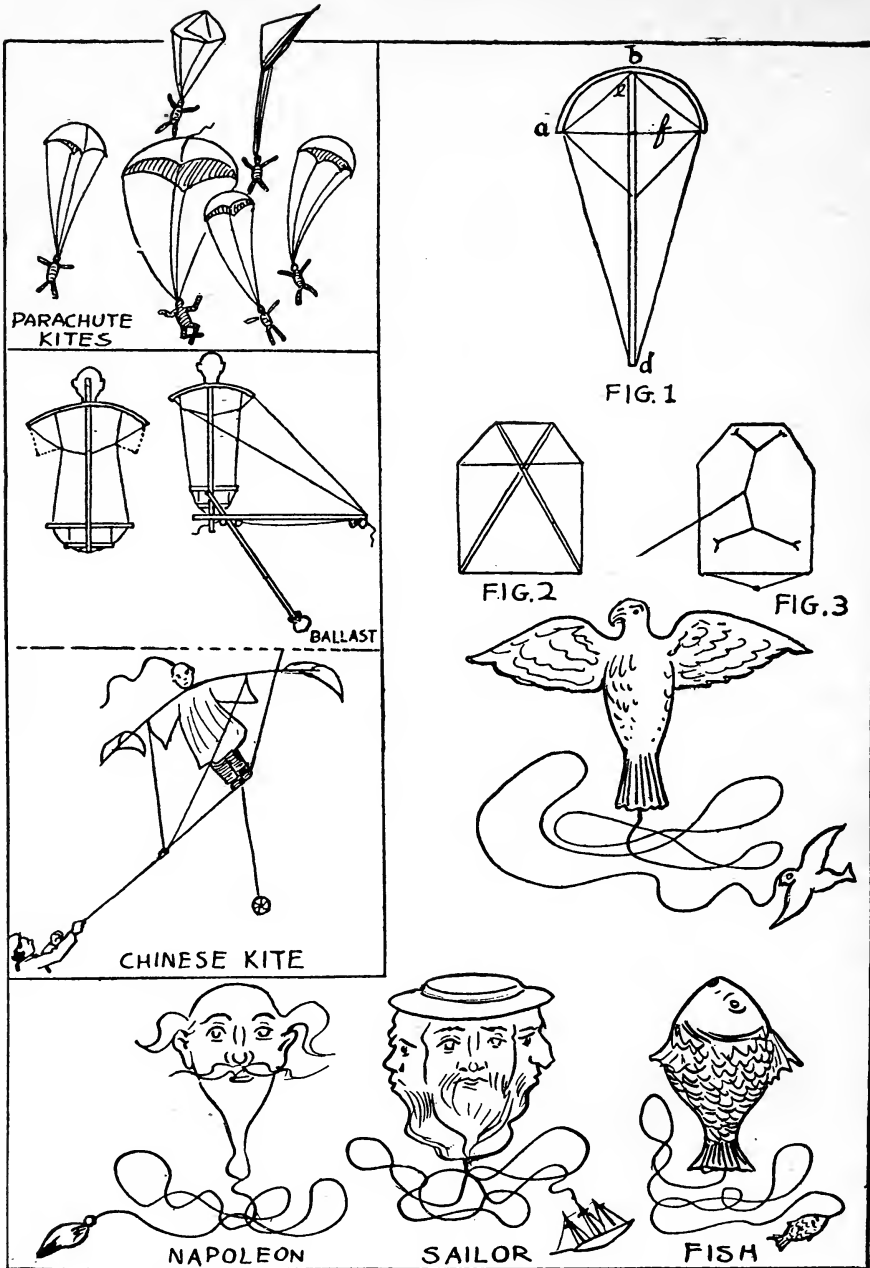 PARACHUTE
KITES
BALLAST
CHINESE KITE
b
e
a
f
d
FIG. 1
FIG. 2
FIG. 3
NAPOLEON
SAILOR
FISH